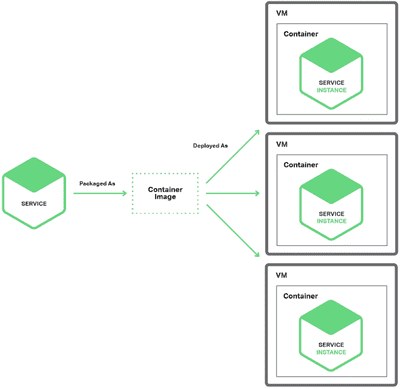 SERVICE
Packaged As
Container
Image
Deployed As
VM
Container
SERVICE
INSTANCE
VM
Container
SERVICE
INSTANCE
VM
Container
SERVICE
INSTANCE